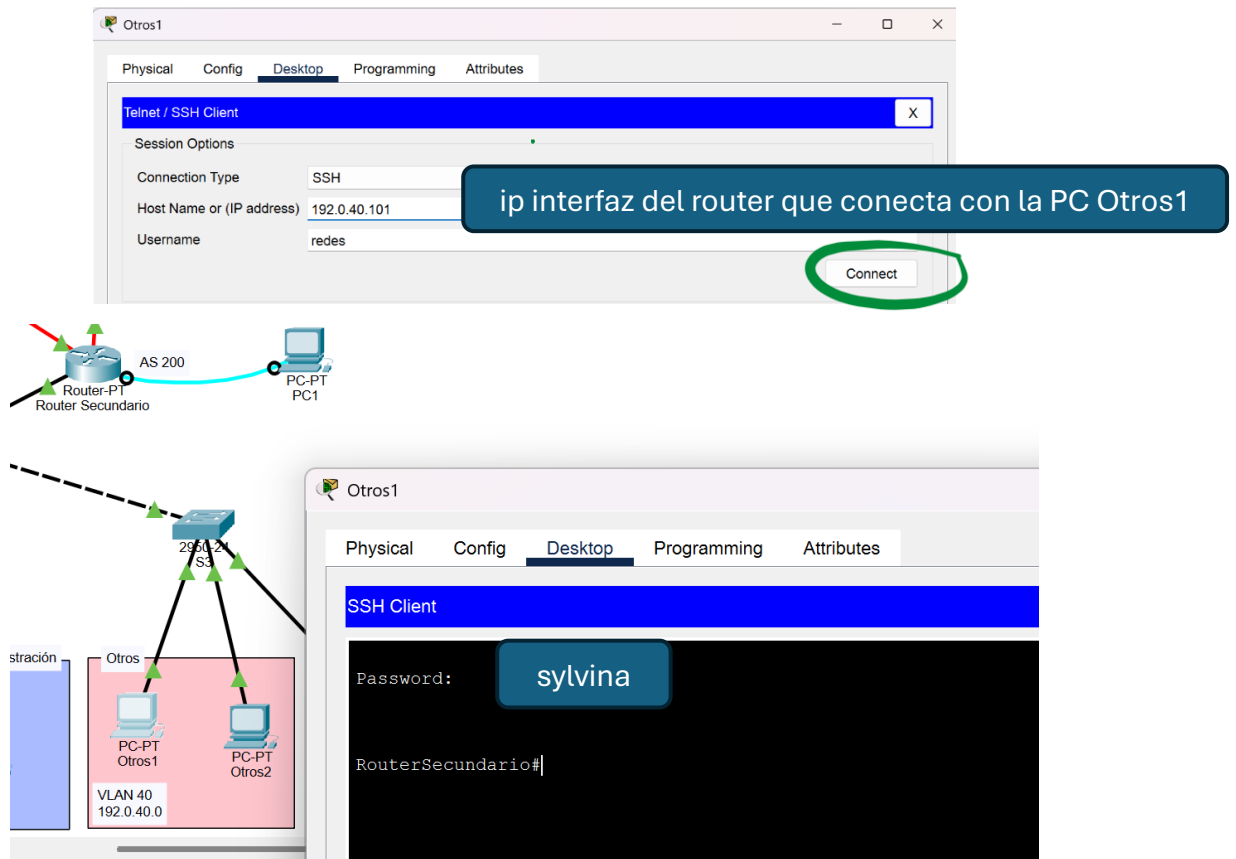 Otros1
Physical Config Desktop Programming Attributes
Telnet / SSH Client X
Session Options
Connection Type SSH
Host Name or (IP address) 192.0.40.101
ip interfaz del router que conecta con la PC Otros1
Username redes
Connect
AS 200
Router-PT
Router Secundario
PC-PT
PC1
2950-24
S3
stración
Otros
PC-PT
Otros1
PC-PT
Otros2
VLAN 40
192.0.40.0
Otros1
Physical Config Desktop Programming Attributes
SSH Client
Password: sylvina
RouterSecundario#